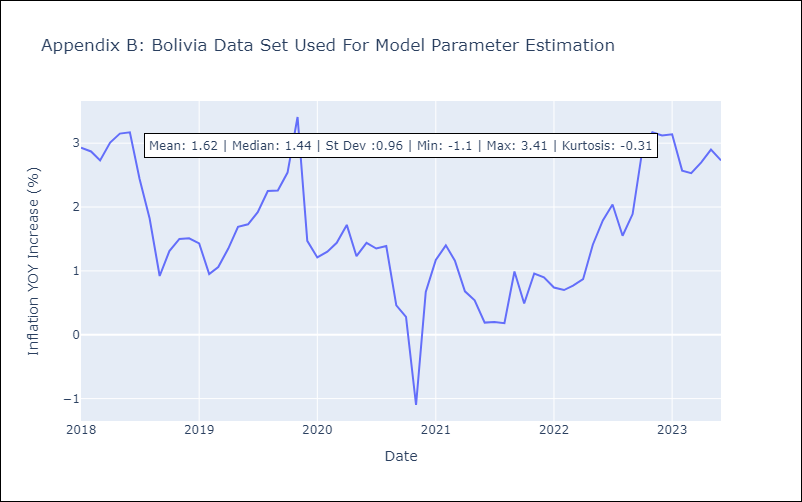 Appendix B: Bolivia Data Set Used For Model Parameter Estimation
Mean: 1.62 | Median: 1.44 | St Dev :0.96 | Min: -1.1 | Max: 3.41 | Kurtosis: -0.31
Inflation YOY Increase (%)
3
2
1
0
−1
2018 2019 2020 2021 2022 2023
Date